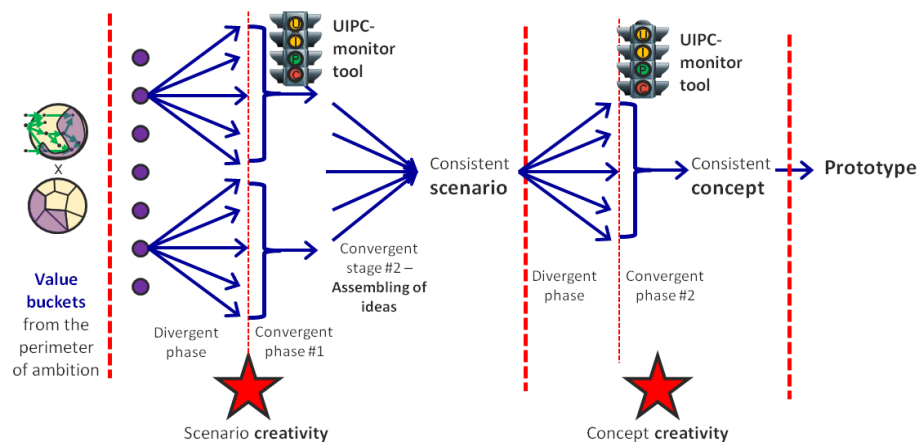 U
I
P
C
UIPC-
monitor
tool
U
I
P
C
UIPC-
monitor
tool
X
Consistent
scenario
Consistent
concept
Prototype
Value
buckets
from the
perimeter
of ambition
Divergent
phase
Convergent
phase #1
Convergent
stage #2 –
Assembling of
ideas
Divergent
phase
Convergent
phase #2
Scenario creativity
Concept creativity